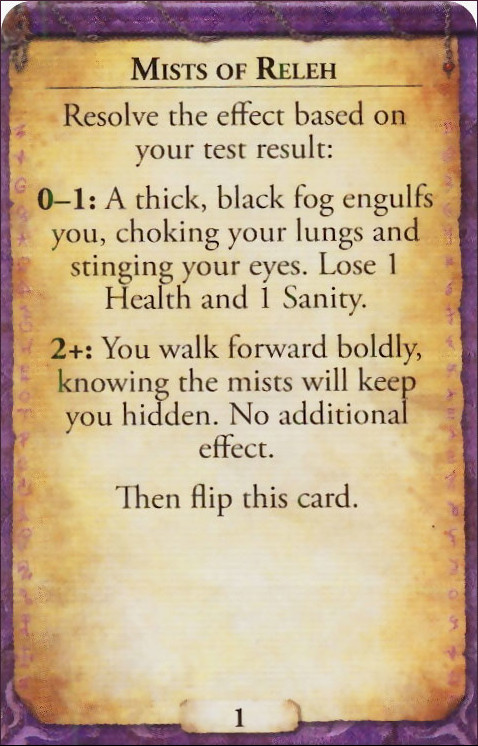 MISTS OF RELEH
Resolve the effect based on
your test result:
0–1: A thick, black fog engulfs
you, choking your lungs and
stinging your eyes. Lose 1
Health and 1 Sanity.
2+: You walk forward boldly,
knowing the mists will keep
you hidden. No additional
effect.
Then flip this card.
1